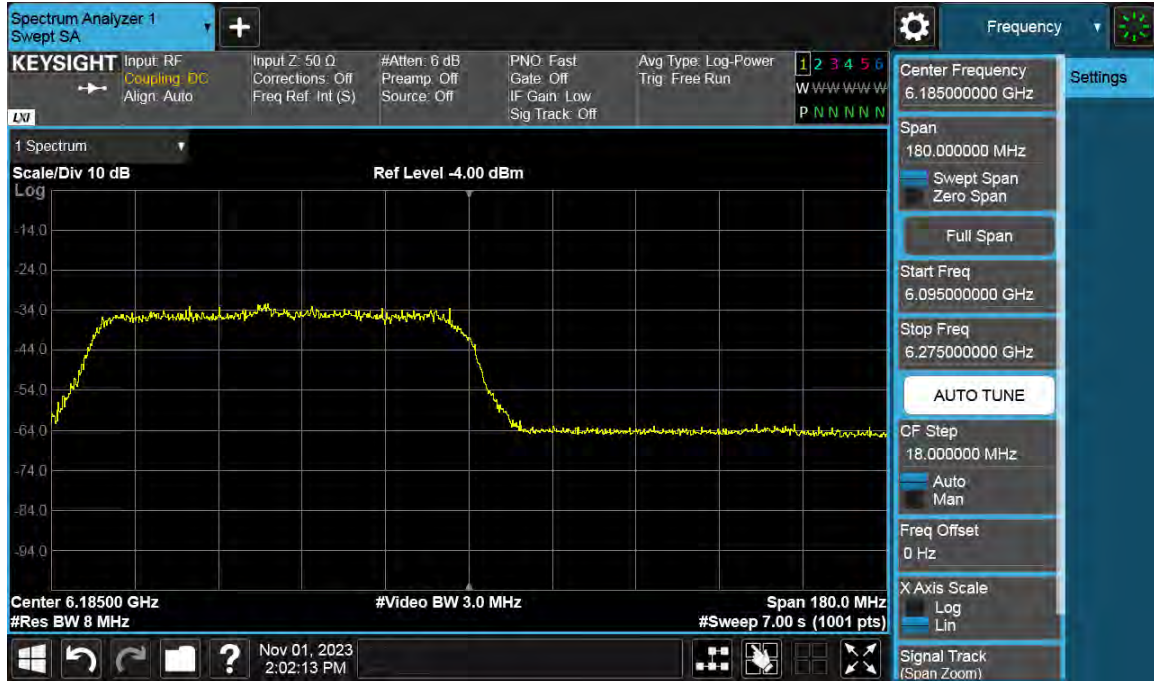 Spectrum Analyzer 1
Swept SA
+
Frequency
KEYSIGHT
LXI
Input: RF
Coupling: DC
Align: Auto
Input Z: 50 Ω
Corrections: Off
Freq Ref: Int (S)
#Atten: 6 dB
Preamp: Off
Source: Off
PNO: Fast
Gate: Off
IF Gain: Low
Sig Track: Off
Avg Type: Log-Power
Trig: Free Run
1 2 3 4 5 6
W W W W W W
P N N N N N
1 Spectrum
Scale/Div 10 dB
Ref Level -4.00 dBm
Log
-14.0
-24.0
-34.0
-44.0
-54.0
-64.0
-74.0
-84.0
-94.0
Center 6.18500 GHz
#Video BW 3.0 MHz
Span 180.0 MHz
#Res BW 8 MHz
#Sweep 7.00 s (1001 pts)
?
Nov 01, 2023
2:02:13 PM
Center Frequency
6.185000000 GHz
Settings
Span
180.000000 MHz
Swept Span
Zero Span
Full Span
Start Freq
6.095000000 GHz
Stop Freq
6.275000000 GHz
AUTO TUNE
CF Step
18.000000 MHz
Auto
Man
Freq Offset
0 Hz
X Axis Scale
Log
Lin
Signal Track
(Span Zoom)